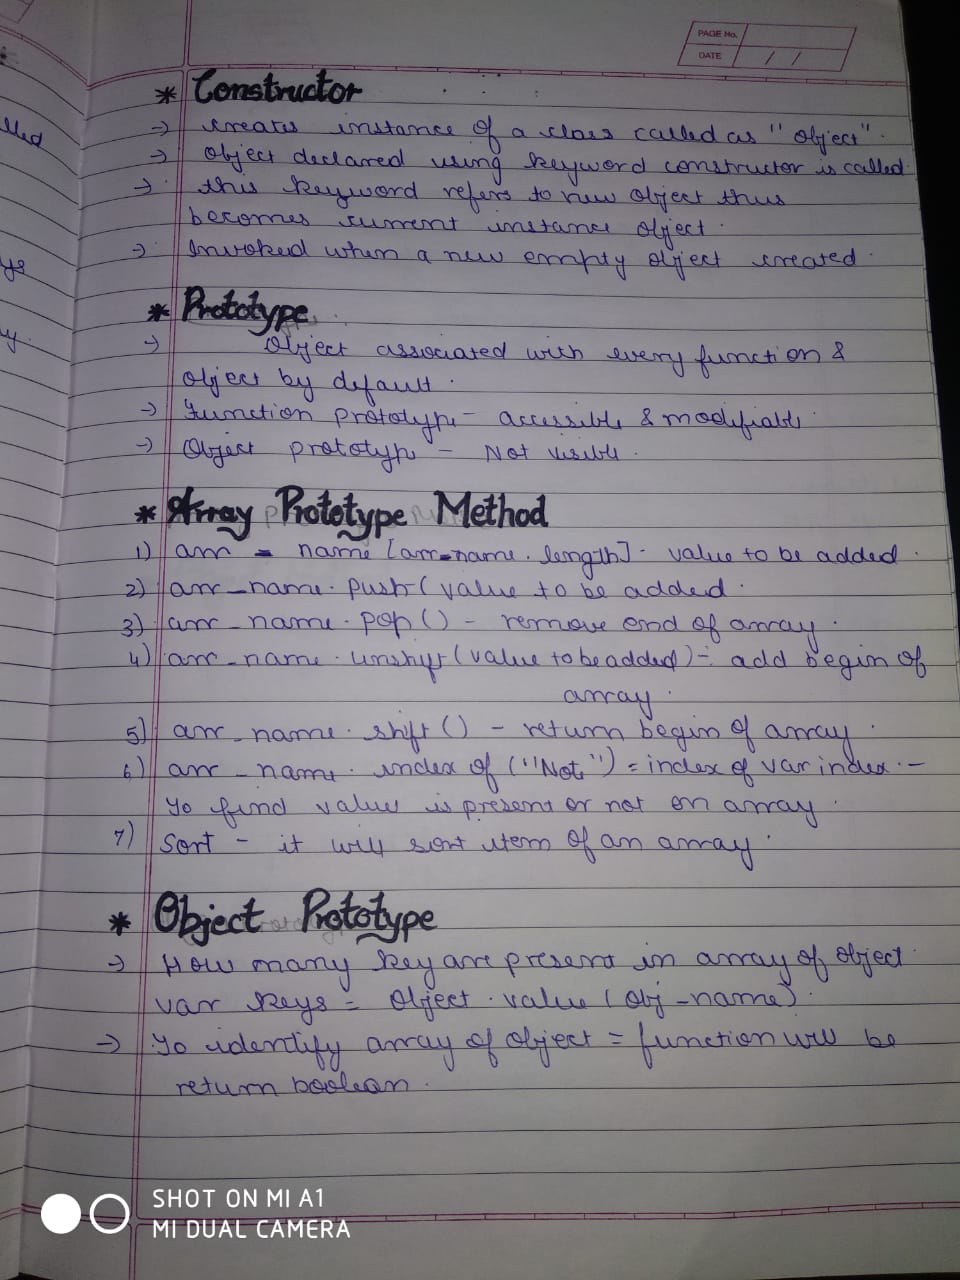 PAGE No.
DATE / /
* Constructor
→ creates instance of a class called as "object".
→ object declared using keyword constructor is called
→ this keyword refers to new object thus
becomes current instance object.
→ Invoked when a new empty object created.
* Prototype
→ Object associated with every function &
object by default.
→ Function prototype - accessible & modifiable
→ Object prototype - Not visible.
* Array Prototype Method
1) arr = name [arr-name. length] - value to be added.
2) arr_name. push( value to be added.
3) arr_name. pop () - remove end of array.
4) arr_name. unshift (value to be added) - add begin of
array.
5) arr_name. shift () - return begin of array.
6) arr_name. index of ("Not") = index of var index. -
To find value is present or not on array.
7) Sort - it will sort item of an array.
* Object Prototype
→ How many key are present in array of object.
var keys = Object. value (obj-name).
→ To identify array of object = function will be
return boolean.
SHOT ON MI A1
MI DUAL CAMERA